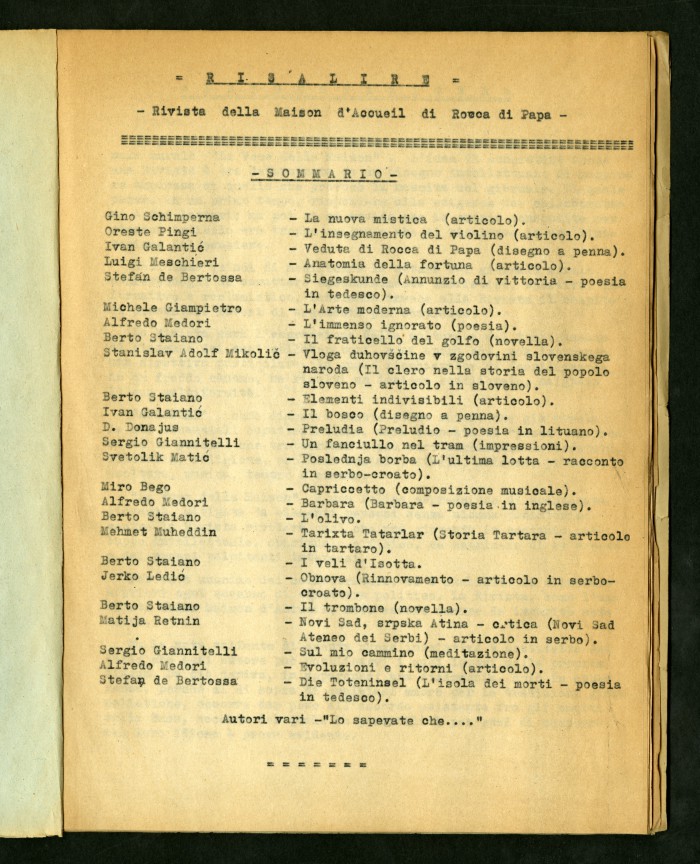 = R I S A L I R E =
- Rivista della Maison d'Accueil di Rocca di Papa -
- S O M M A R I O -
Gino Schimperna - La nuova mistica (articolo).
Oreste Pingi - L'insegnamento del violino (articolo).
Ivan Galantić - Veduta di Rocca di Papa (disegno a penna).
Luigi Meschieri - Anatomia della fortuna (articolo).
Stefan de Bertossa - Siegeskunde (Annunzio di vittoria - poesia
in tedesco).
Michele Giampietro - L'Arte moderna (articolo).
Alfredo Medori - L'immenso ignorato (poesia).
Berto Staiano - Il fraticello del golfo (novella).
Stanislav Adolf Mikolič - Vloga duhovščine v zgodovini slovenskega
naroda (Il clero nella storia del popolo
sloveno - articolo in sloveno).
Berto Staiano - Elementi indivisibili (articolo).
Ivan Galantić - Il bosco (disegno a penna).
D. Donajus - Preludia (Preludio - poesia in lituano).
Sergio Giannitelli - Un fanciullo nel tram (impressioni).
Svetolik Matić - Poslednja borba (L'ultima lotta - racconto
in serbo-croato).
Miro Bego - Capriccetto (composizione musicale).
Alfredo Medori - Barbara (Barbara - poesia in inglese).
Berto Staiano - L'olivo.
Mehmet Muheddin - Tarixta Tatarlar (Storia Tartara - articolo
in tartaro).
Berto Staiano - I veli d'Isotta.
Jerko Ledić - Obnova (Rinnovamento - articolo in serbo-
croato).
Berto Staiano - Il trombone (novella).
Matija Retnin - Novi Sad, srpska Atina - (Novi Sad
Ateneo dei Serbi) - articolo in serbo).
Sergio Giannitelli - Sul mio cammino (meditazione).
Alfredo Medori - Evoluzioni e ritorni (articolo).
Stefan de Bertossa - Die Toteninsel (L'isola dei morti - poesia
in tedesco).
Autori vari -"Lo sapevate che...."
= = = = = = =